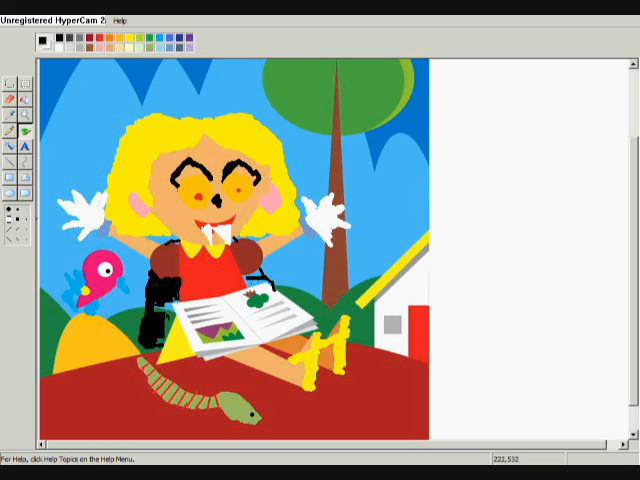 Unregistered HyperCam 2
Help
A
For Help, click Help Topics on the Help Menu.
222,532